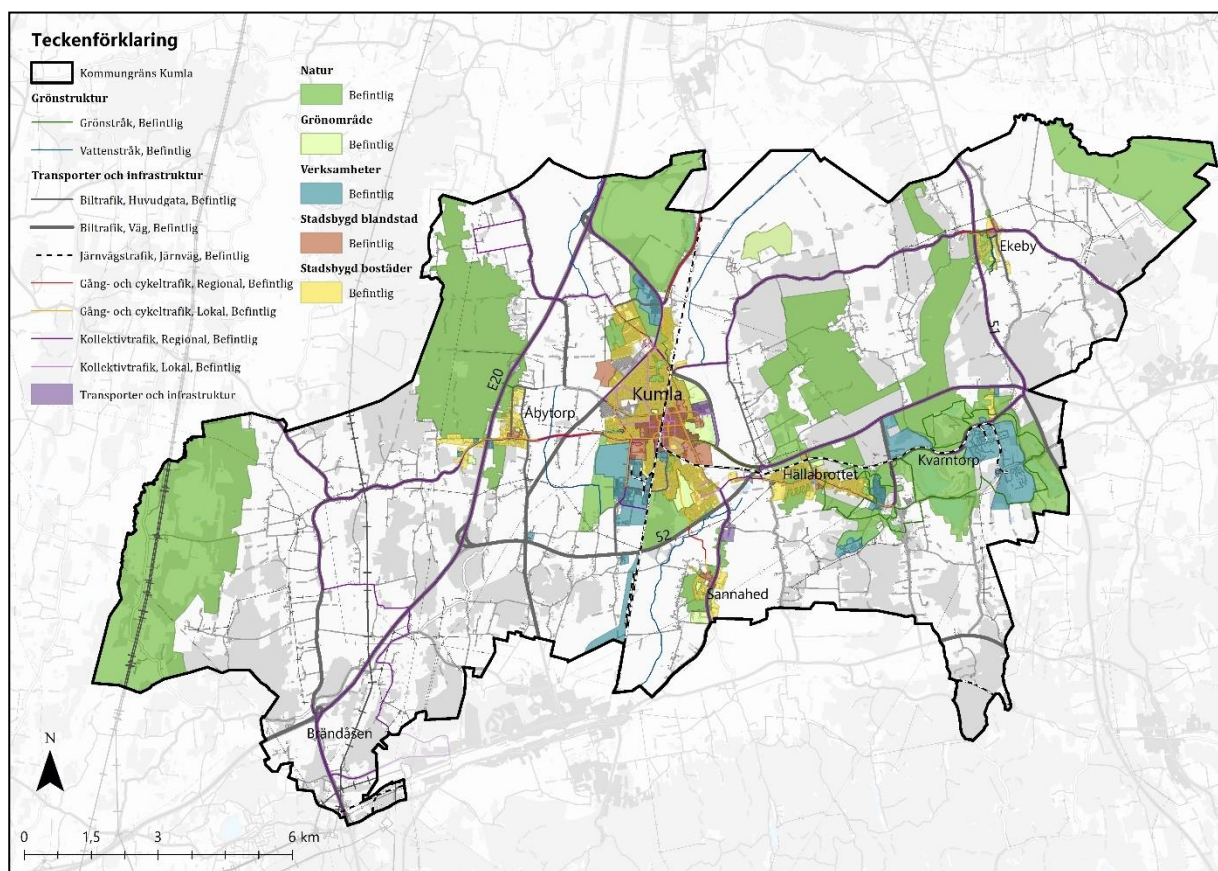 Teckenförklaring
Kommungräns Kumla
Grönstruktur
Grönstråk, Befintlig
Vattenstråk, Befintlig
Transporter och infrastruktur
Biltrafik, Huvudgata, Befintlig
Biltrafik, Väg, Befintlig
Järnvägstrafik, Järnväg, Befintlig
Gång- och cykeltrafik, Regional, Befintlig
Gång- och cykeltrafik, Lokal, Befintlig
Kollektivtrafik, Regional, Befintlig
Kollektivtrafik, Lokal, Befintlig
Transporter och infrastruktur
Natur
Befintlig
Grönområde
Befintlig
Verksamheter
Befintlig
Stadsbygd blandstad
Befintlig
Stadsbygd bostäder
Befintlig
Ekeby
51
E20
Kumla
Åbytorp
Kvarntorp
Hällabrottet
52
Sannahed
Brändåsen
N
0 1,5 3 6 km